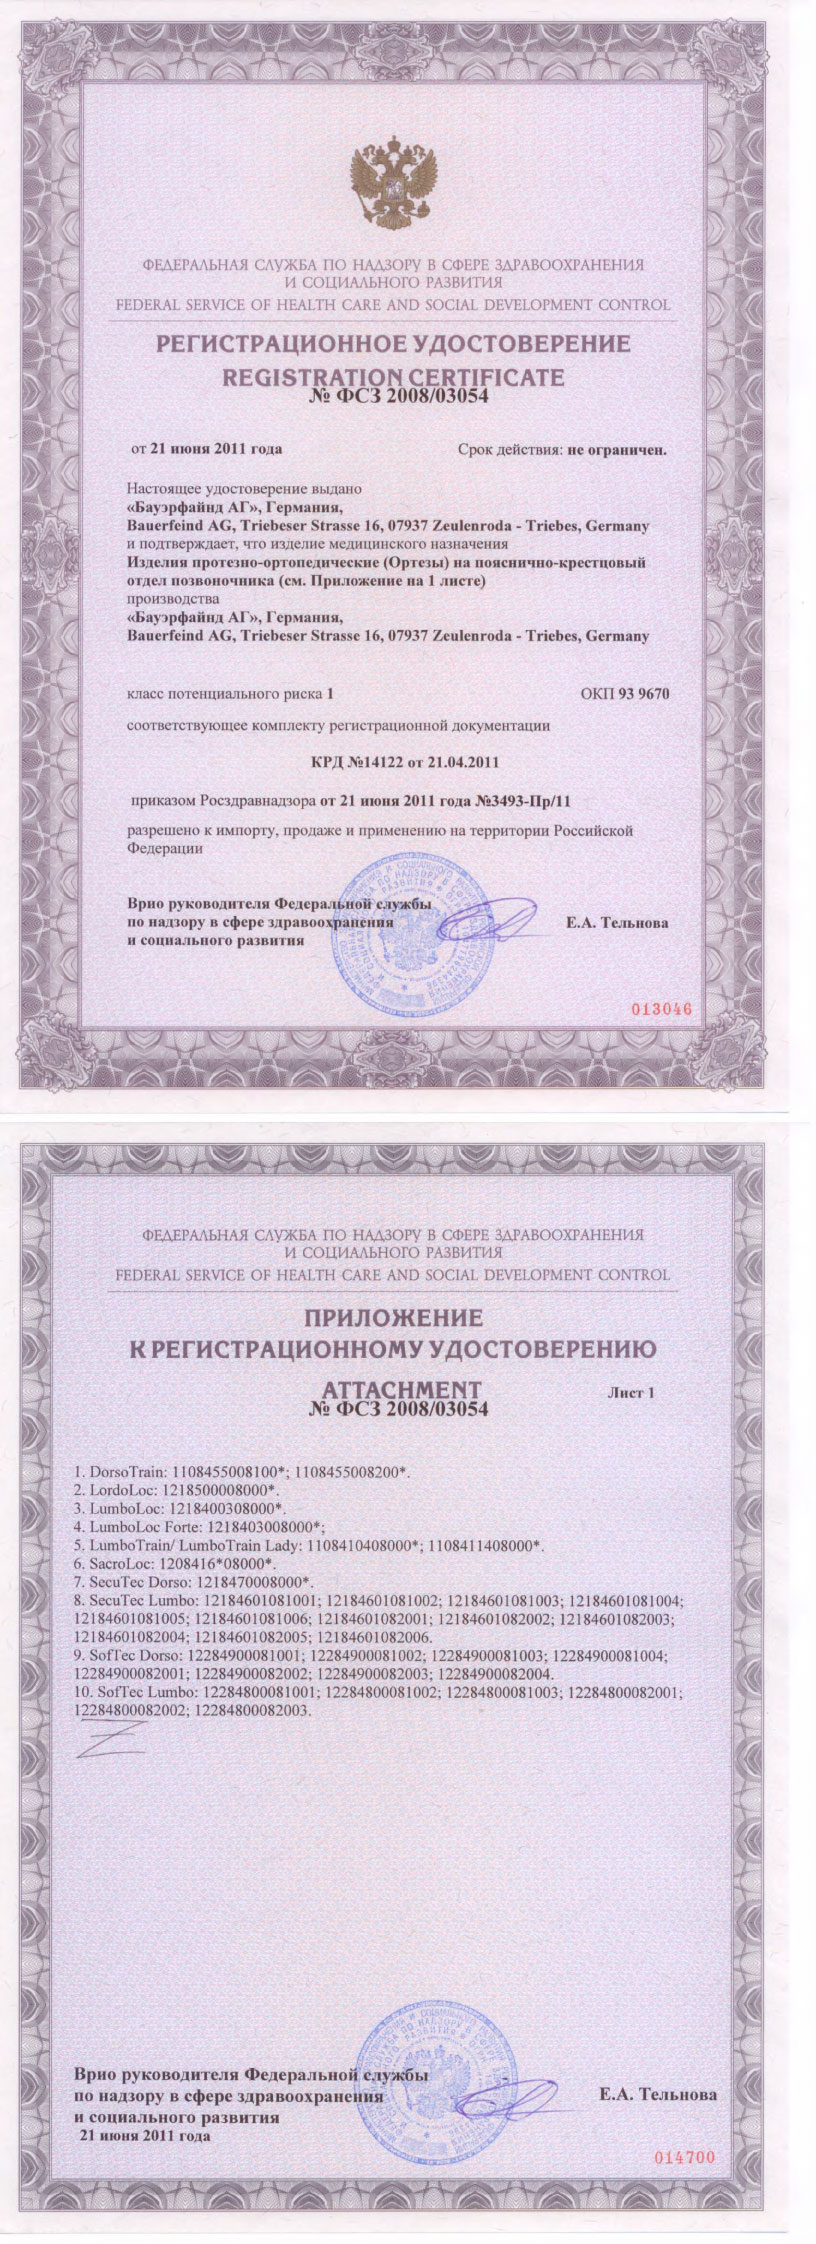 ФЕДЕРАЛЬНАЯ СЛУЖБА ПО НАДЗОРУ В СФЕРЕ ЗДРАВООХРАНЕНИЯ
И СОЦИАЛЬНОГО РАЗВИТИЯ
FEDERAL SERVICE OF HEALTH CARE AND SOCIAL DEVELOPMENT CONTROL
РЕГИСТРАЦИОННОЕ УДОСТОВЕРЕНИЕ
REGISTRATION CERTIFICATE
№ ФСЗ 2008/03054
от 21 июня 2011 года Срок действия: не ограничен.
Настоящее удостоверение выдано
«Бауэрфайнд АГ», Германия,
Bauerfeind AG, Triebeser Strasse 16, 07937 Zeulenroda - Triebes, Germany
и подтверждает, что изделие медицинского назначения
Изделия протезно-ортопедические (Ортезы) на пояснично-крестцовый
отдел позвоночника (см. Приложение на 1 листе)
производства
«Бауэрфайнд АГ», Германия,
Bauerfeind AG, Triebeser Strasse 16, 07937 Zeulenroda - Triebes, Germany
класс потенциального риска 1 ОКП 93 9670
соответствующее комплекту регистрационной документации
КРД №14122 от 21.04.2011
приказом Росздравнадзора от 21 июня 2011 года №3493-Пр/11
разрешено к импорту, продаже и применению на территории Российской
Федерации
Врио руководителя Федеральной службы
по надзору в сфере здравоохранения Е.А. Тельнова
и социального развития
013046
ФЕДЕРАЛЬНАЯ СЛУЖБА ПО НАДЗОРУ В СФЕРЕ ЗДРАВООХРАНЕНИЯ
И СОЦИАЛЬНОГО РАЗВИТИЯ
FEDERAL SERVICE OF HEALTH CARE AND SOCIAL DEVELOPMENT CONTROL
ПРИЛОЖЕНИЕ
К РЕГИСТРАЦИОННОМУ УДОСТОВЕРЕНИЮ
ATTACHMENT Лист 1
№ ФСЗ 2008/03054
1. DorsoTrain: 1108455008100*; 1108455008200*.
2. LordoLoc: 1218500008000*.
3. LumboLoc: 1218400308000*.
4. LumboLoc Forte: 1218403008000*;
5. LumboTrain/ LumboTrain Lady: 1108410408000*; 1108411408000*.
6. SacroLoc: 1208416*08000*.
7. SecuTec Dorso: 1218470008000*.
8. SecuTec Lumbo: 12184601081001; 12184601081002; 12184601081003; 12184601081004;
12184601081005; 12184601081006; 12184601082001; 12184601082002; 12184601082003;
12184601082004; 12184601082005; 12184601082006.
9. SofTec Dorso: 12284900081001; 12284900081002; 12284900081003; 12284900081004;
12284900082001; 12284900082002; 12284900082003; 12284900082004.
10. SofTec Lumbo: 12284800081001; 12284800081002; 12284800081003; 12284800082001;
12284800082002; 12284800082003.
Врио руководителя Федеральной службы
по надзору в сфере здравоохранения Е.А. Тельнова
и социального развития
21 июня 2011 года
014700